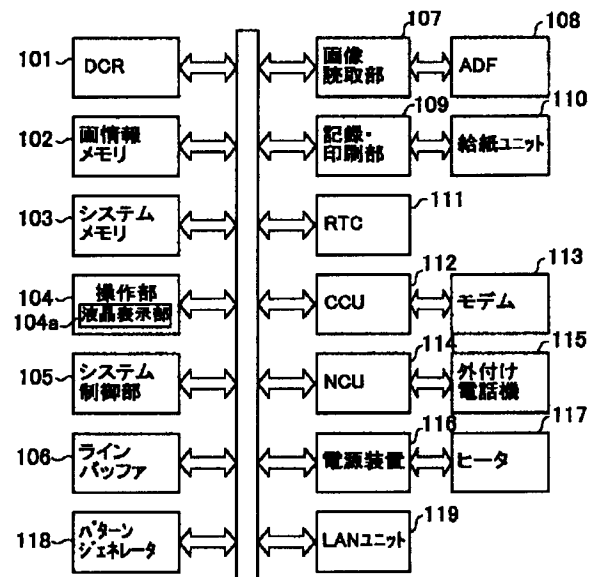 101
DCR
102
画情報
メモリ
103
システム
メモリ
104
操作部
104a
液晶表示部
105
システム
制御部
106
ライン
バッファ
118
パターン
ジェネレータ
107
画像
読取部
108
ADF
109
記録・
印刷部
110
給紙ユニット
111
RTC
112
CCU
113
モデム
114
NCU
115
外付け
電話機
116
電源装置
117
ヒータ
119
LANユニット